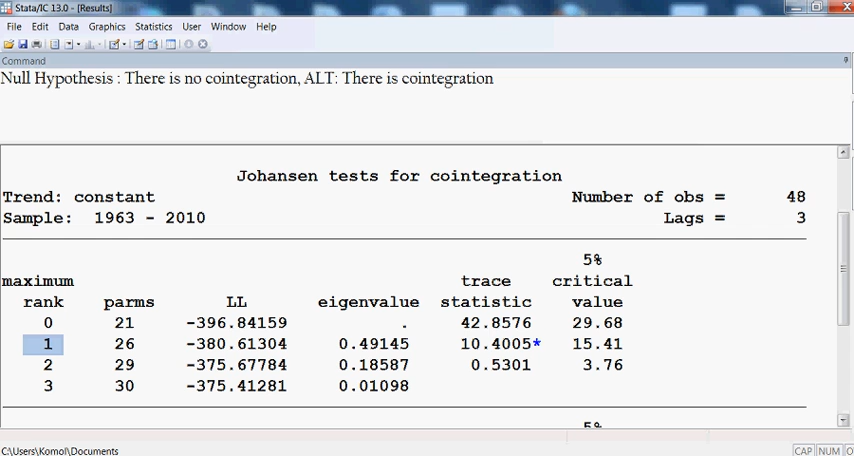 Stata/IC 13.0 - [Results]
File Edit Data Graphics Statistics User Window Help
Command
Null Hypothesis : There is no cointegration, ALT: There is cointegration
Johansen tests for cointegration
Trend: constant Number of obs = 48
Sample: 1963 - 2010 Lags = 3
5%
maximum trace critical
rank parms LL eigenvalue statistic value
0 21 -396.84159 . 42.8576 29.68
1 26 -380.61304 0.49145 10.4005* 15.41
2 29 -375.67784 0.18587 0.5301 3.76
3 30 -375.41281 0.01098
C:\Users\Komol\Documents CAP NUM